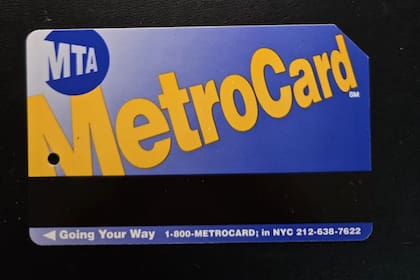 MTA
MetroCard SM
◀ Going Your Way 1-800-METROCARD; in NYC 212-638-7622